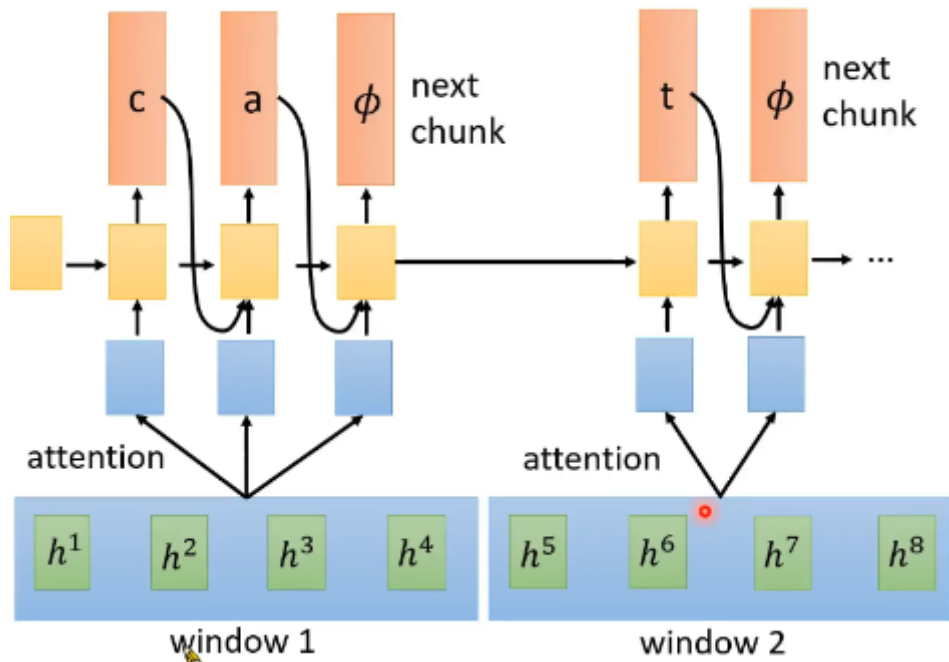 c a ϕ next chunk t ϕ next chunk
...
attention attention
h¹ h² h³ h⁴ h⁵ h⁶ h⁷ h⁸
window 1 window 2